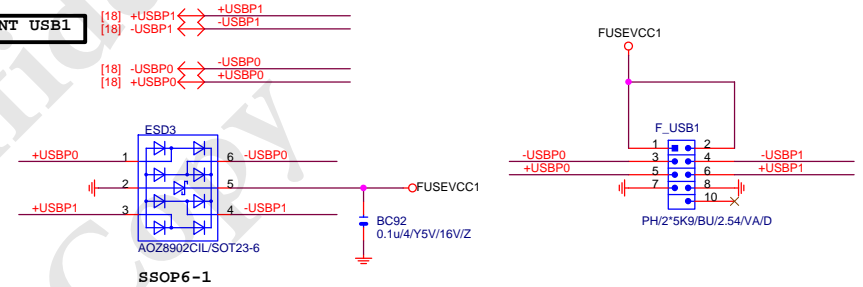 NT USB1
[18] +USBP1 +USBP1
[18] -USBP1 -USBP1
[18] -USBP0 -USBP0
[18] +USBP0 +USBP0
FUSEVCC1
ESD3
+USBP0 1 6 -USBP0
2 5 FUSEVCC1
+USBP1 3 4 -USBP1
AOZ8902CIL/SOT23-6
SSOP6-1
BC92
0.1u/4/Y5V/16V/Z
F_USB1
1 2
-USBP0 3 4 -USBP1
+USBP0 5 6 +USBP1
7 8
10
PH/2*5K9/BU/2.54/VA/D
Copy